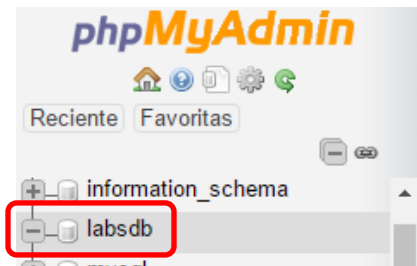 phpMyAdmin
Reciente Favoritas
information_schema
labsdb